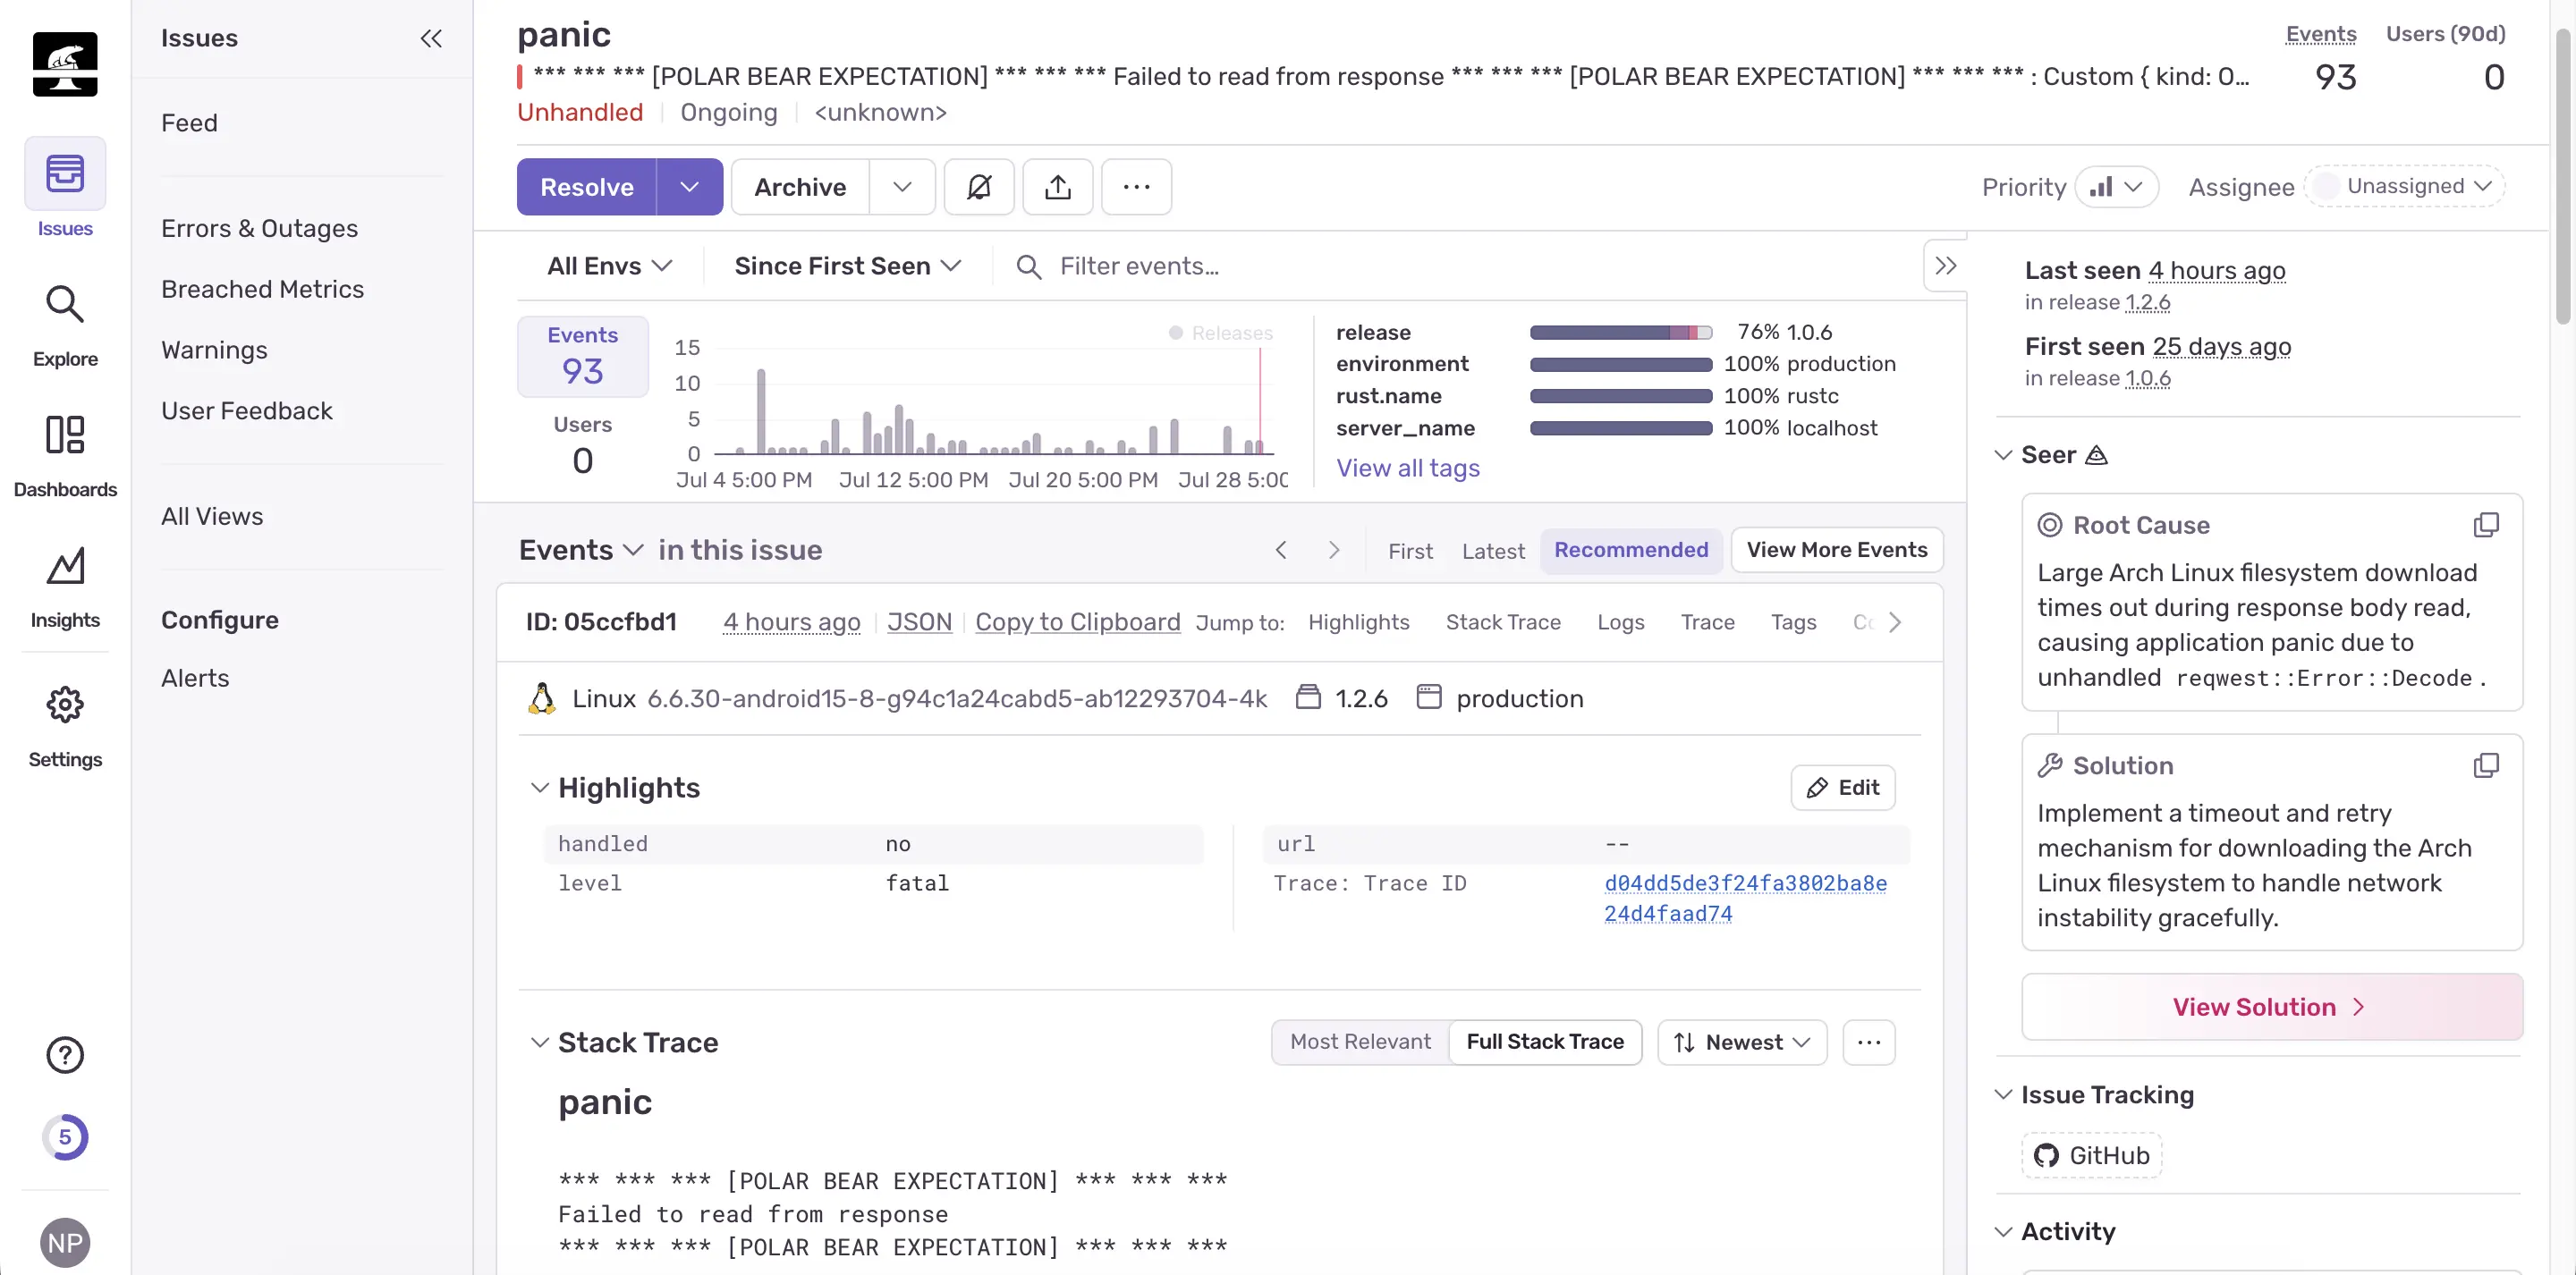 Issues
Explore
Dashboards
Insights
Settings
5
NP
Issues
Feed
Errors & Outages
Breached Metrics
Warnings
User Feedback
All Views
Configure
Alerts
panic
Events Users (90d)
*** *** *** [POLAR BEAR EXPECTATION] *** *** *** Failed to read from response *** *** *** [POLAR BEAR EXPECTATION] *** *** *** : Custom { kind: O…
93 0
Unhandled Ongoing <unknown>
Resolve Archive
Priority Assignee Unassigned
All Envs Since First Seen Filter events…
Events
93
Users
0
Releases
15
10
5
0
Jul 4 5:00 PM Jul 12 5:00 PM Jul 20 5:00 PM Jul 28 5:00
release 76% 1.0.6
environment 100% production
rust.name 100% rustc
server_name 100% localhost
View all tags
Events in this issue
First Latest Recommended View More Events
ID: 05ccfbd1 4 hours ago JSON Copy to Clipboard Jump to: Highlights Stack Trace Logs Trace Tags
Linux 6.6.30-android15-8-g94c1a24cabd5-ab12293704-4k 1.2.6 production
Highlights
Edit
handled no
level fatal
url --
Trace: Trace ID d04dd5de3f24fa3802ba8e
24d4faad74
Stack Trace
Most Relevant Full Stack Trace Newest
panic
*** *** *** [POLAR BEAR EXPECTATION] *** *** ***
Failed to read from response
*** *** *** [POLAR BEAR EXPECTATION] *** *** ***
Last seen 4 hours ago
in release 1.2.6
First seen 25 days ago
in release 1.0.6
Seer
Root Cause
Large Arch Linux filesystem download
times out during response body read,
causing application panic due to
unhandled reqwest::Error::Decode.
Solution
Implement a timeout and retry
mechanism for downloading the Arch
Linux filesystem to handle network
instability gracefully.
View Solution
Issue Tracking
GitHub
Activity